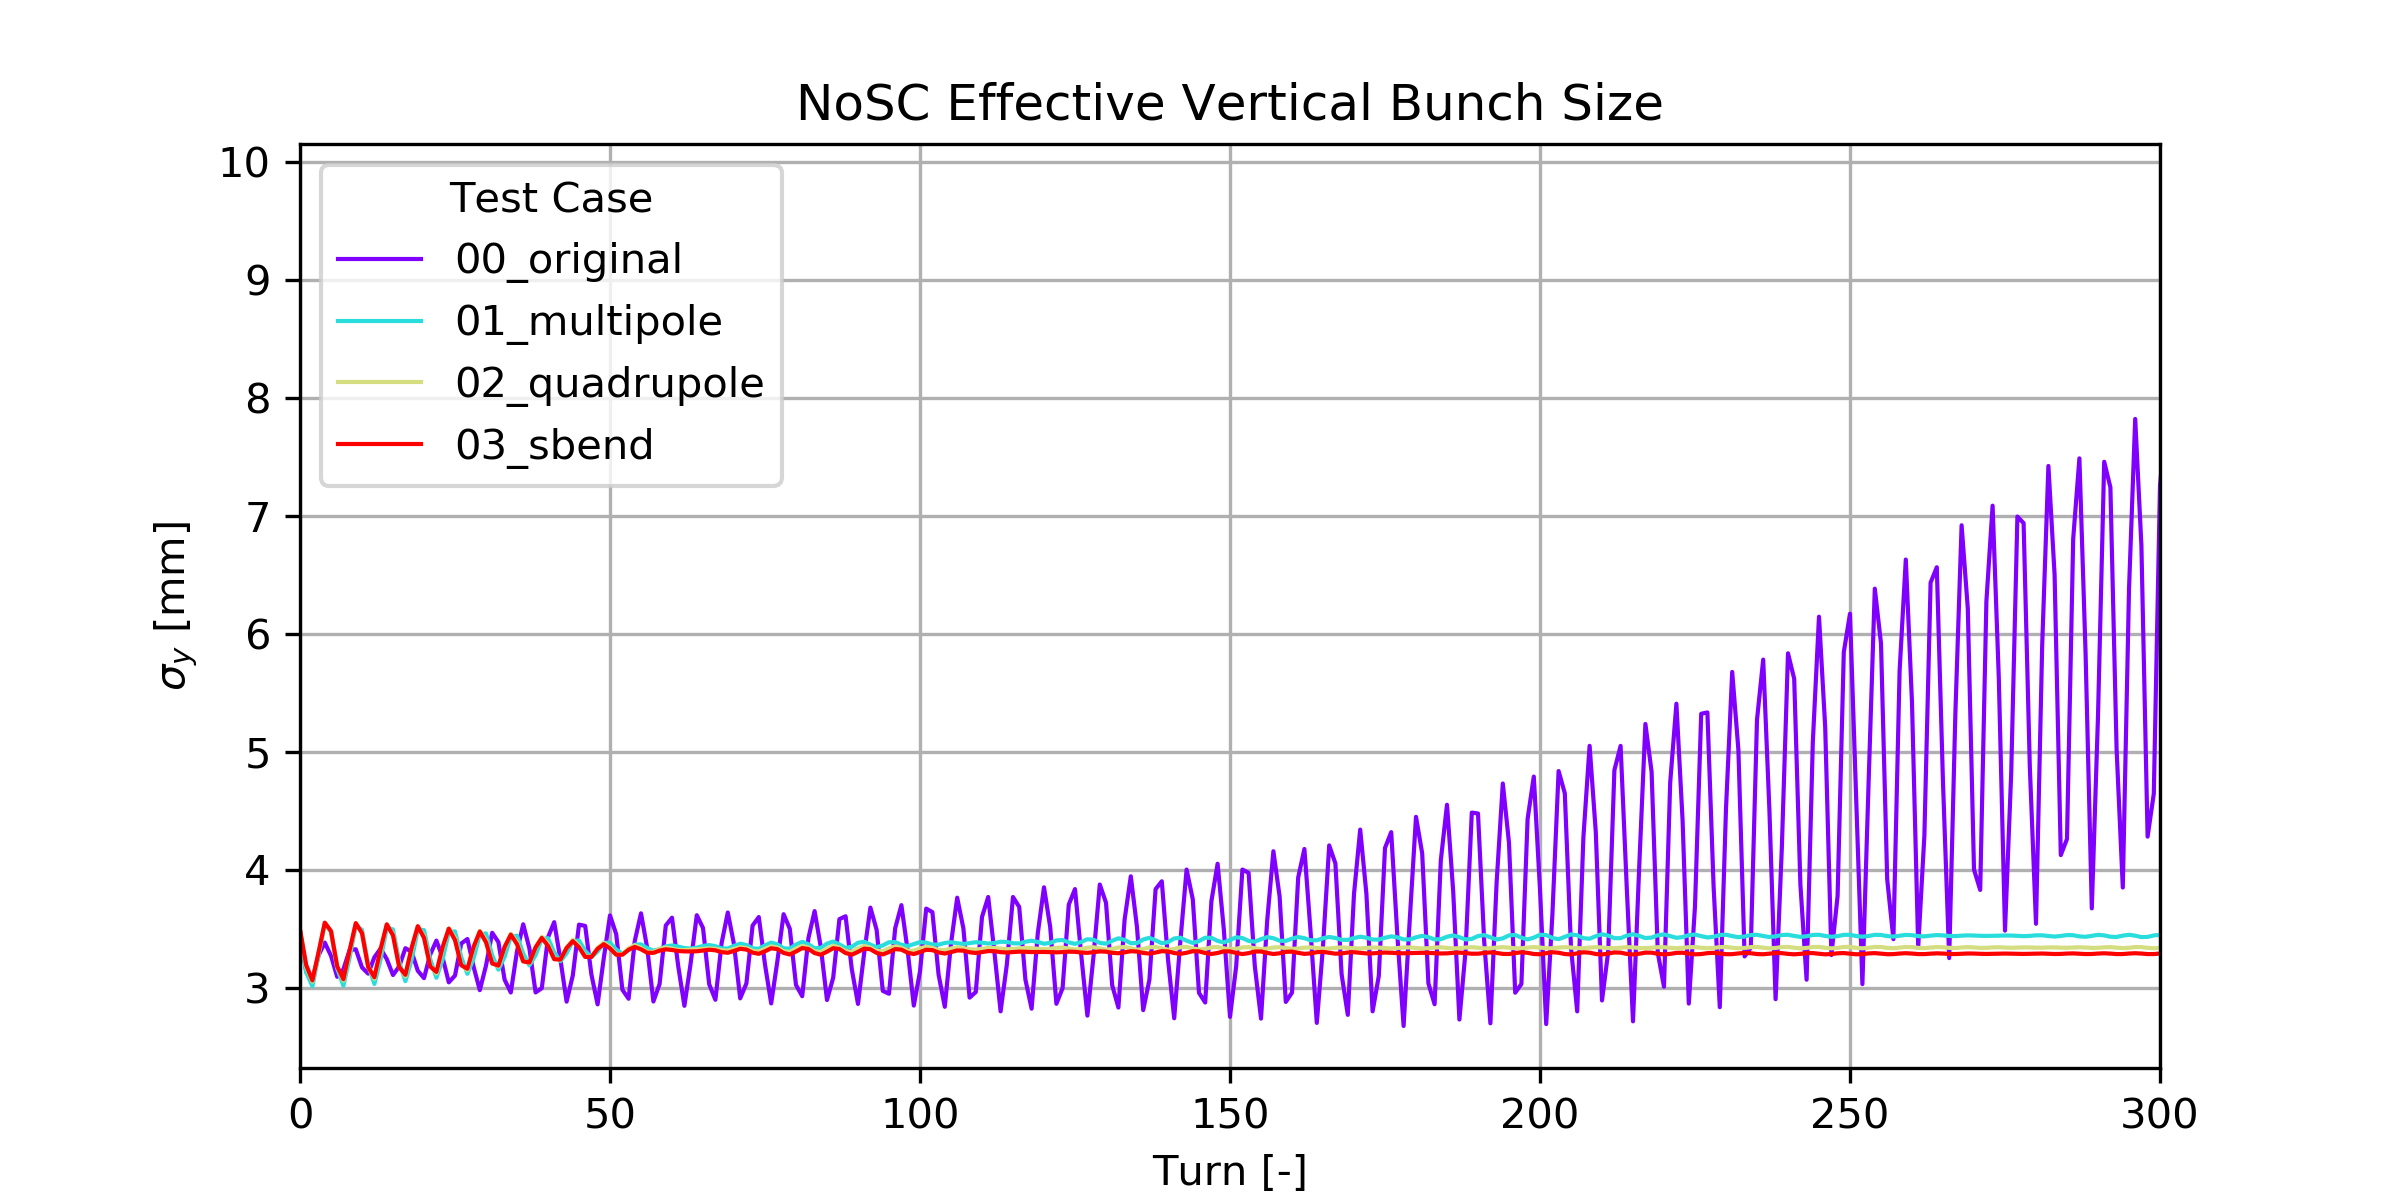 NoSC Effective Vertical Bunch Size
10
9
8
7
6
5
4
3
σy [mm]
Test Case
00_original
01_multipole
02_quadrupole
03_sbend
0 50 100 150 200 250 300
Turn [-]